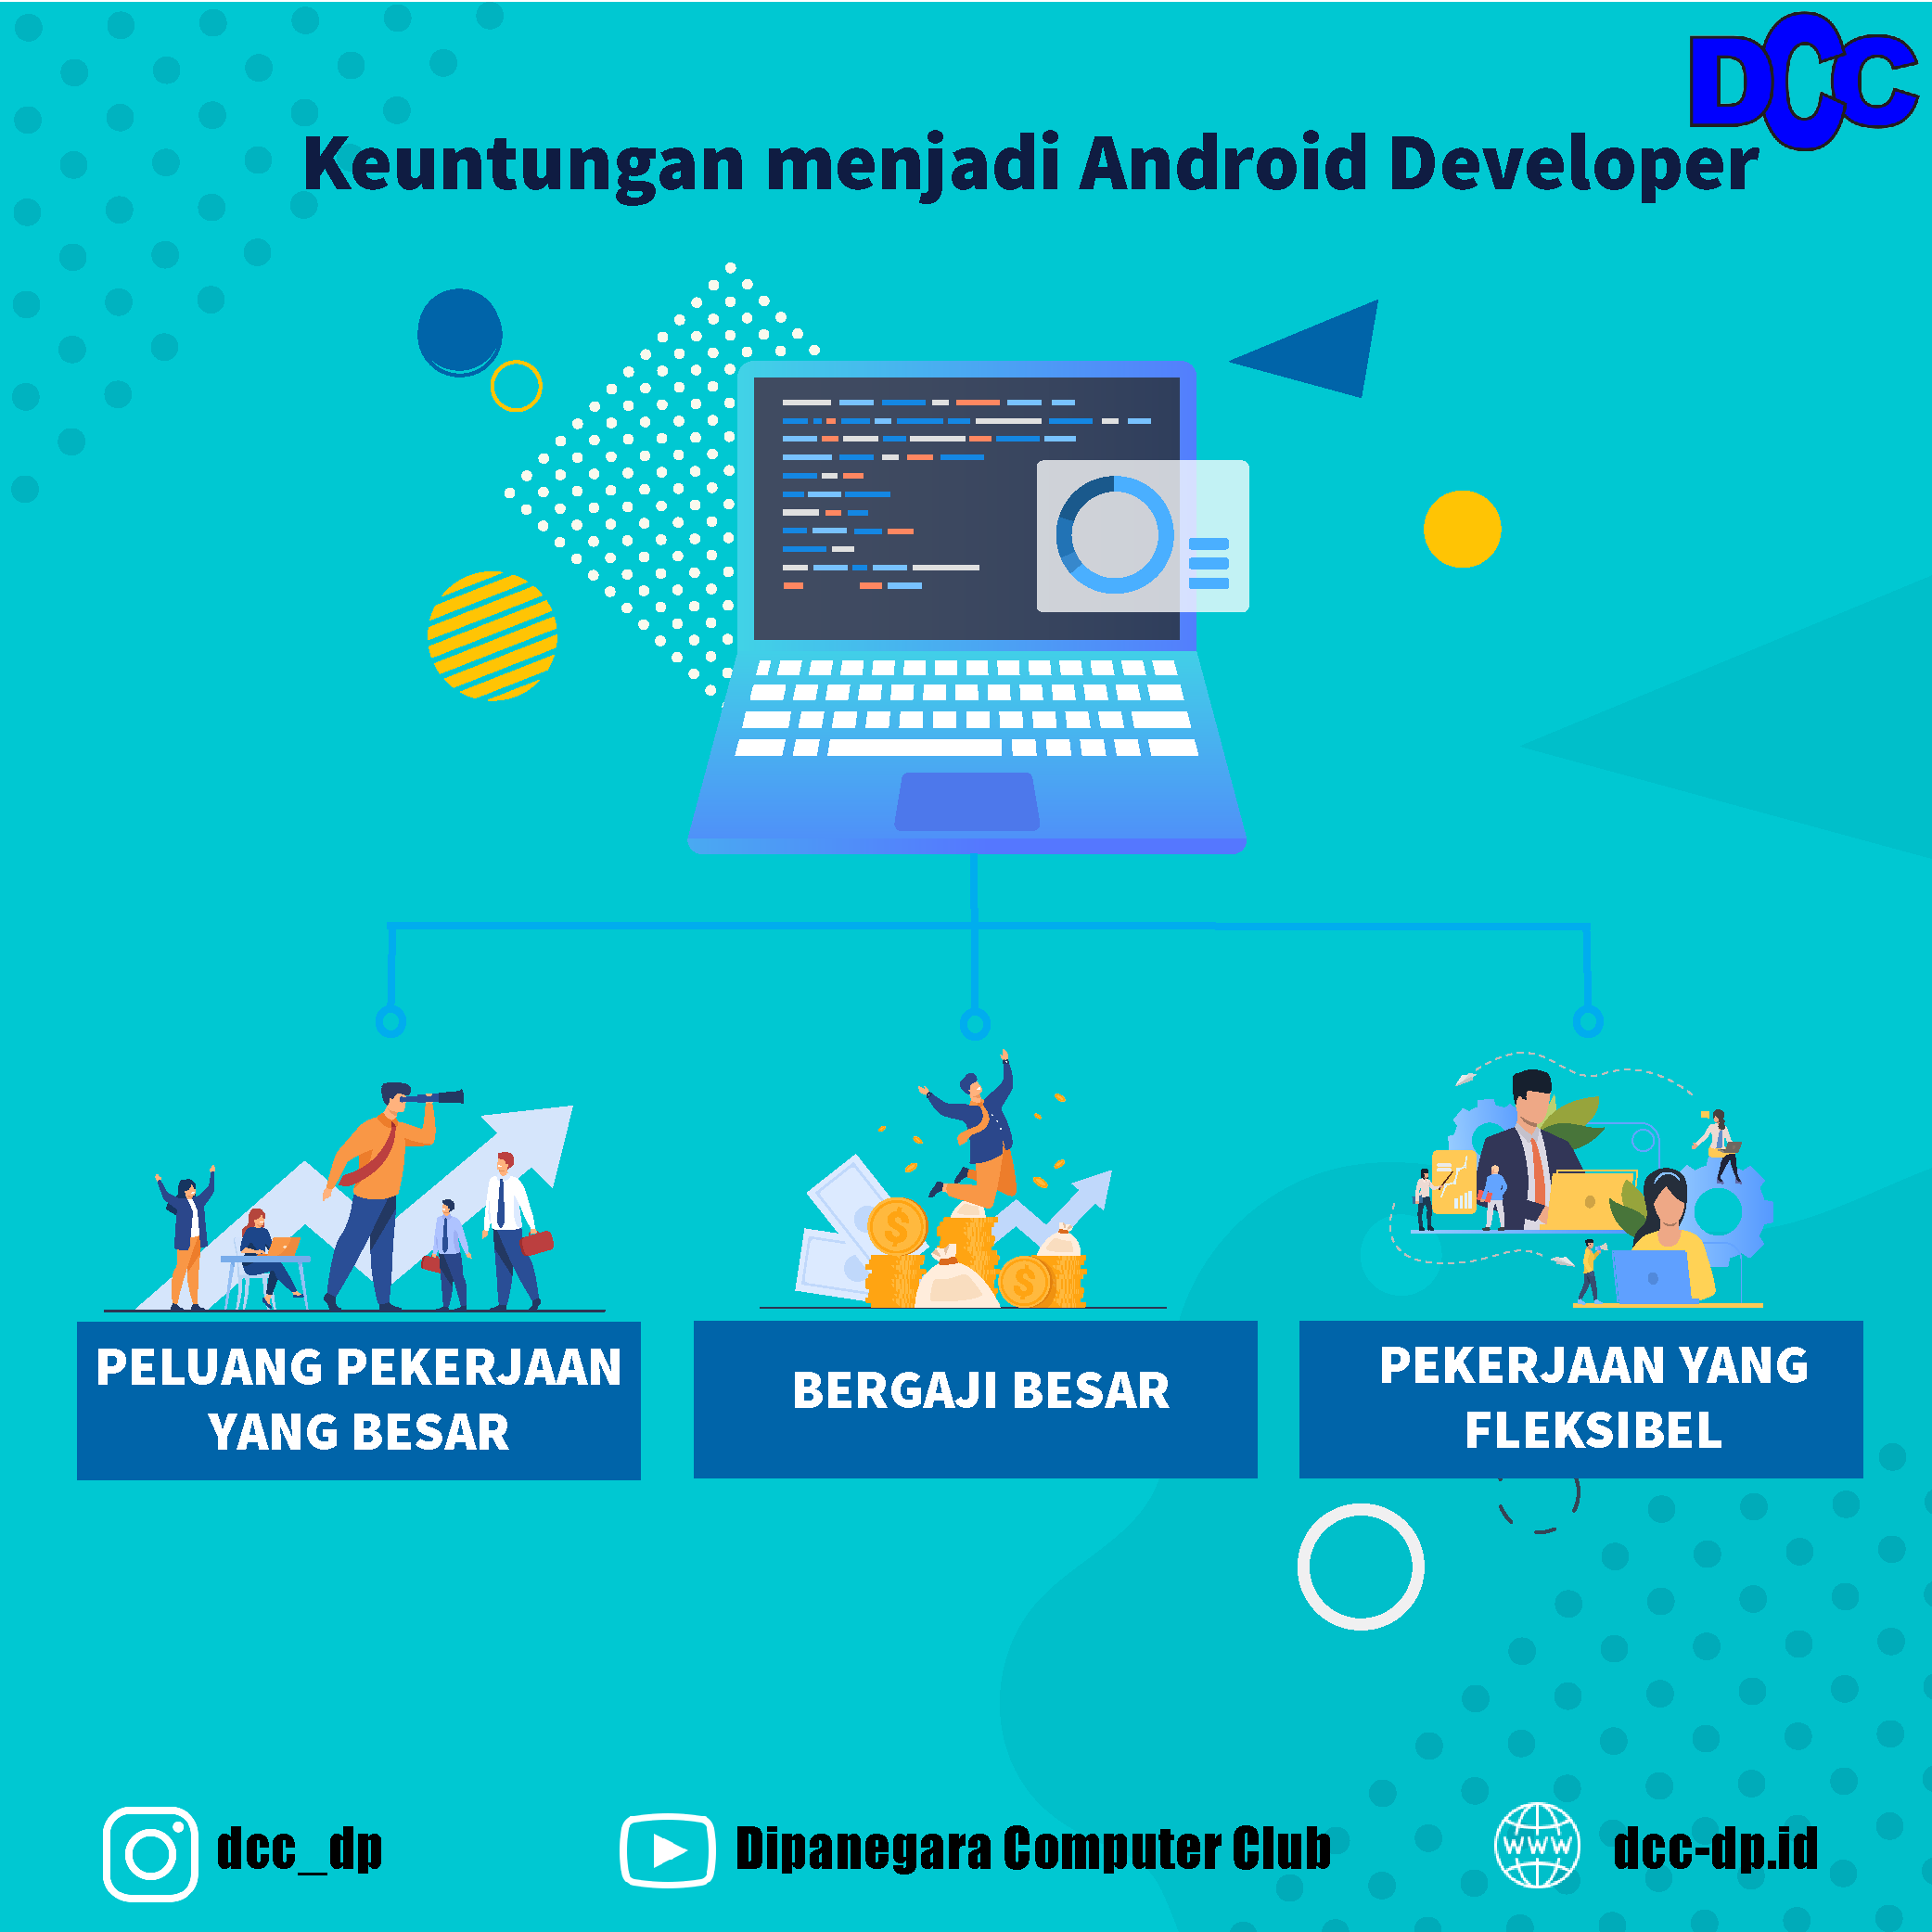 DCC
Keuntungan menjadi Android Developer
PELUANG PEKERJAAN
YANG BESAR
BERGAJI BESAR
PEKERJAAN YANG
FLEKSIBEL
dcc_dp
Dipanegara Computer Club
WWW
dcc-dp.id